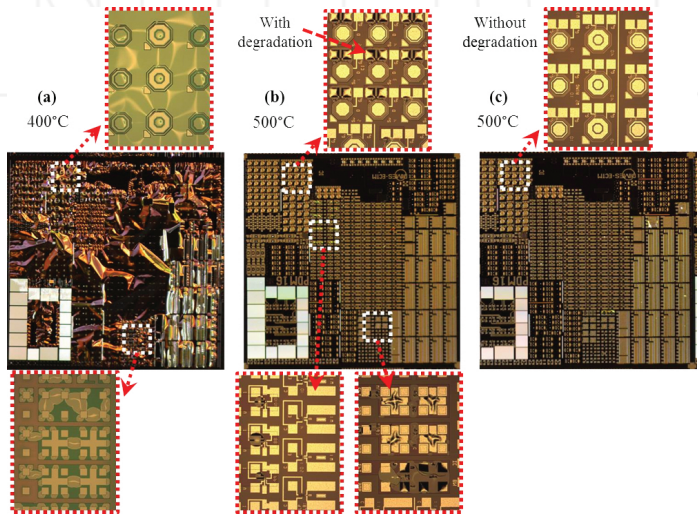 With
degradation
Without
degradation
(a)
400°C
(b)
500°C
(c)
500°C